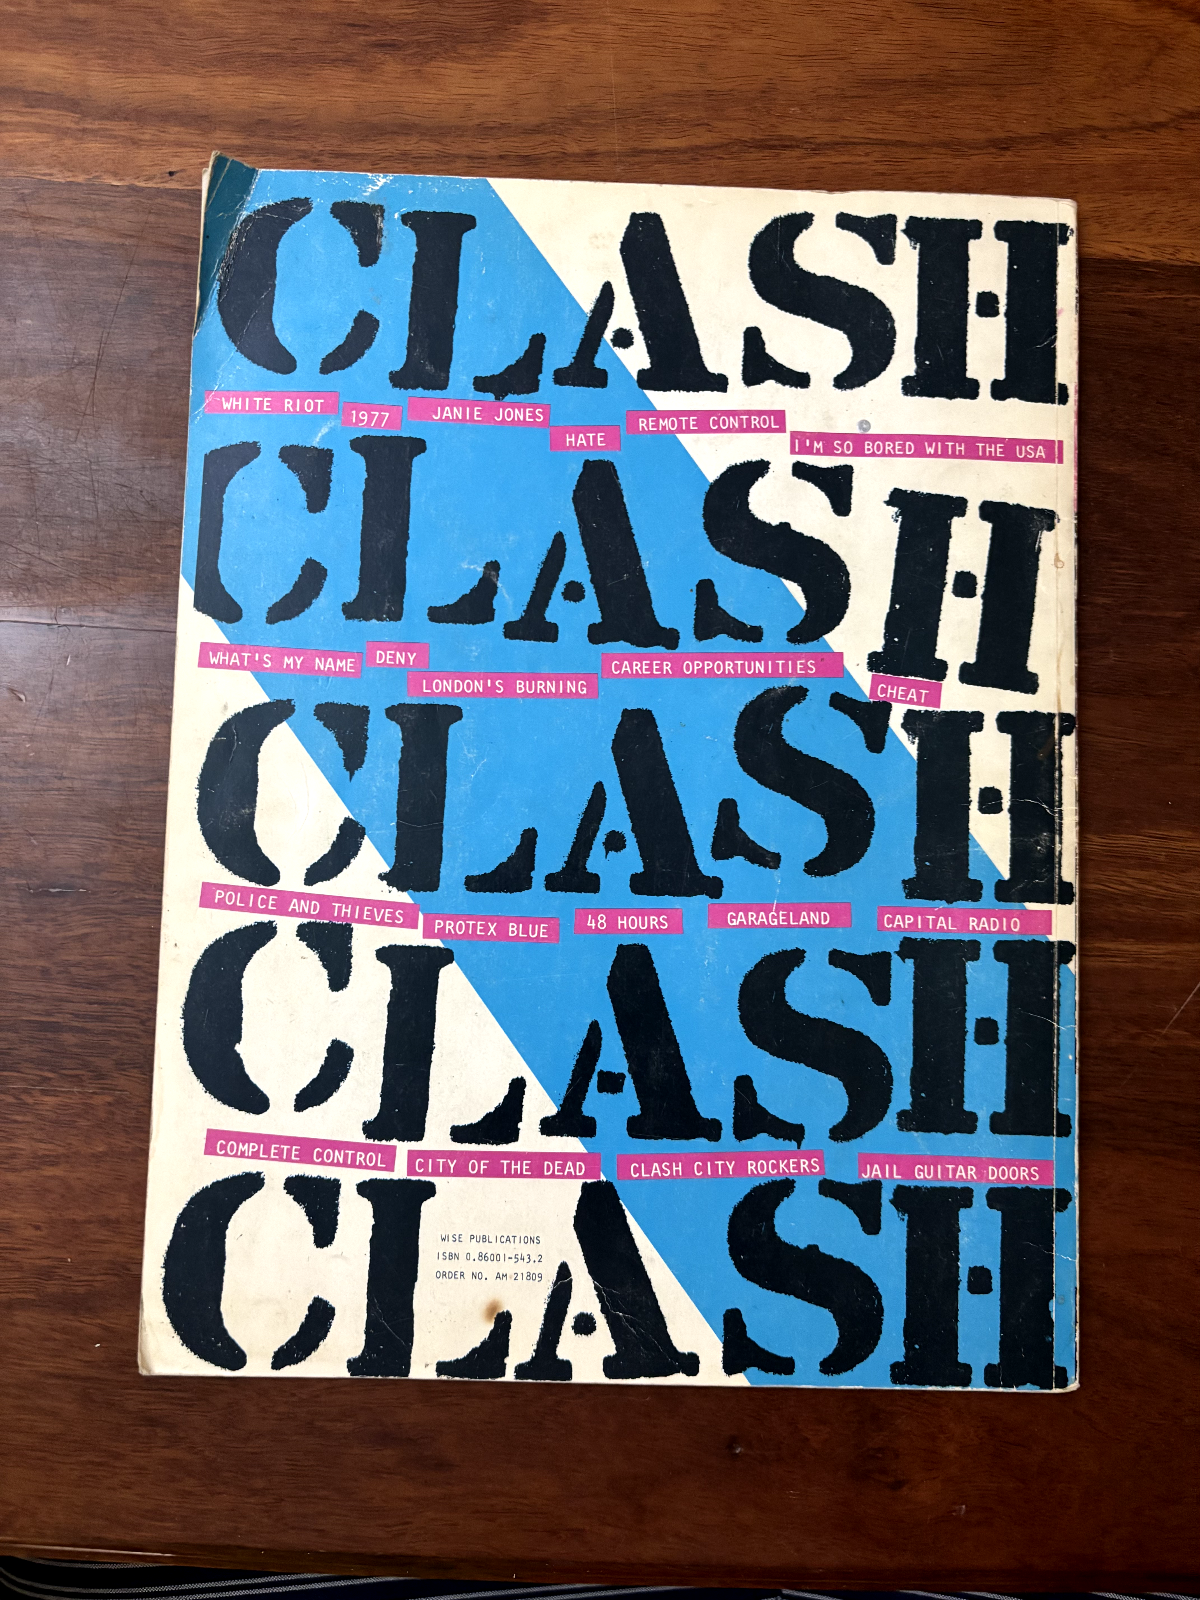 CLASH
WHITE RIOT
1977
JANIE JONES
HATE
REMOTE CONTROL
I'M SO BORED WITH THE USA
CLASH
WHAT'S MY NAME
DENY
LONDON'S BURNING
CAREER OPPORTUNITIES
CHEAT
CLASH
POLICE AND THIEVES
PROTEX BLUE
48 HOURS
GARAGELAND
CAPITAL RADIO
CLASH
COMPLETE CONTROL
CITY OF THE DEAD
CLASH CITY ROCKERS
JAIL GUITAR DOORS
CLASH
WISE PUBLICATIONS
ISBN 0.86001-543.2
ORDER NO. AM 21809